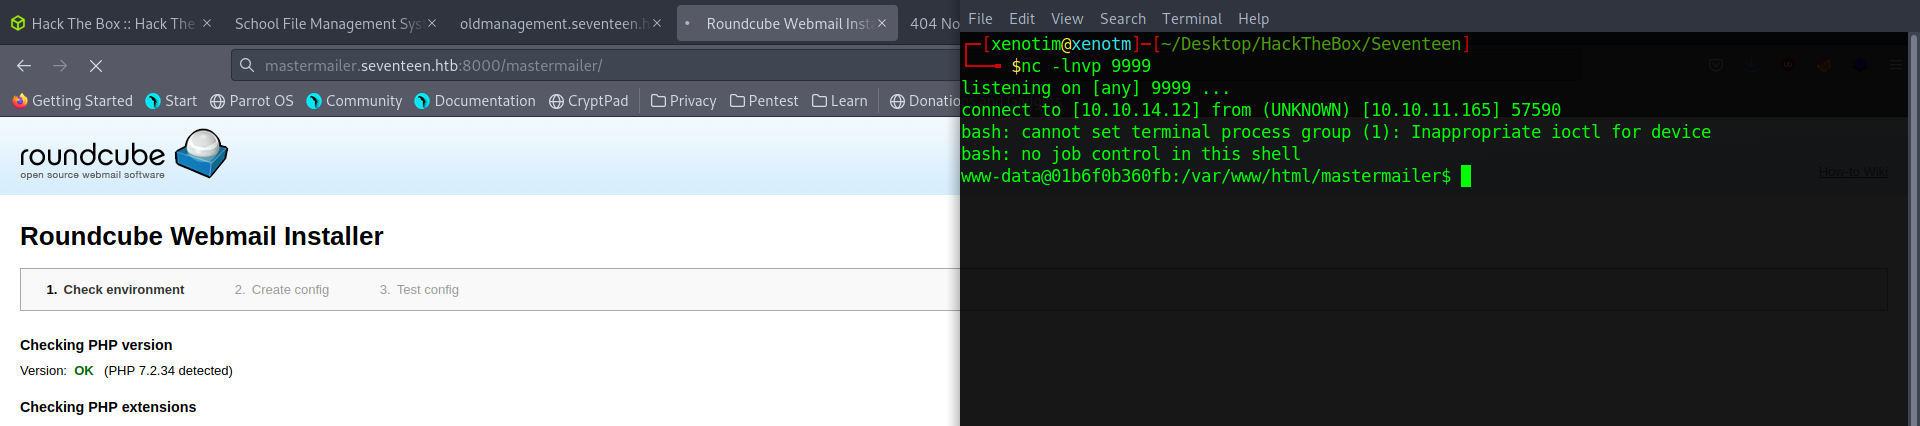 Hack The Box :: Hack The
School File Management Sys
oldmanagement.seventeen.h
Roundcube Webmail Insta
404 No
mastermailer.seventeen.htb:8000/mastermailer/
Getting Started
Start
Parrot OS
Community
Documentation
CryptPad
Privacy
Pentest
Learn
Donatio
roundcube
open source webmail software
Roundcube Webmail Installer
1. Check environment
2. Create config
3. Test config
Checking PHP version
Version: OK (PHP 7.2.34 detected)
Checking PHP extensions
File Edit View Search Terminal Help
┌─[xenotim@xenotm]─[~/Desktop/HackTheBox/Seventeen]
└──╼ $nc -lnvp 9999
listening on [any] 9999 ...
connect to [10.10.14.12] from (UNKNOWN) [10.10.11.165] 57590
bash: cannot set terminal process group (1): Inappropriate ioctl for device
bash: no job control in this shell
www-data@01b6f0b360fb:/var/www/html/mastermailer$
How-to Wiki